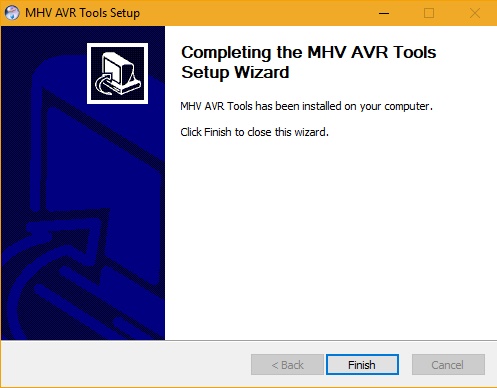 MHV AVR Tools Setup
Completing the MHV AVR Tools
Setup Wizard
MHV AVR Tools has been installed on your computer.
Click Finish to close this wizard.
< Back
Finish
Cancel